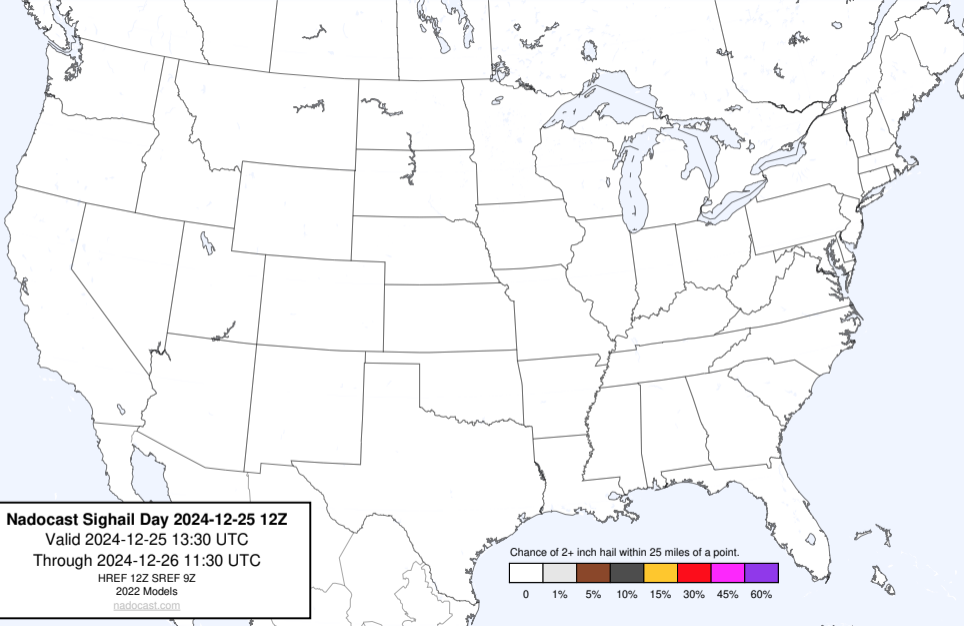 Nadocast Sighail Day 2024-12-25 12Z
Valid 2024-12-25 13:30 UTC
Through 2024-12-26 11:30 UTC
HREF 12Z SREF 9Z
2022 Models
nadocast.com
Chance of 2+ inch hail within 25 miles of a point.
0 1% 5% 10% 15% 30% 45% 60%